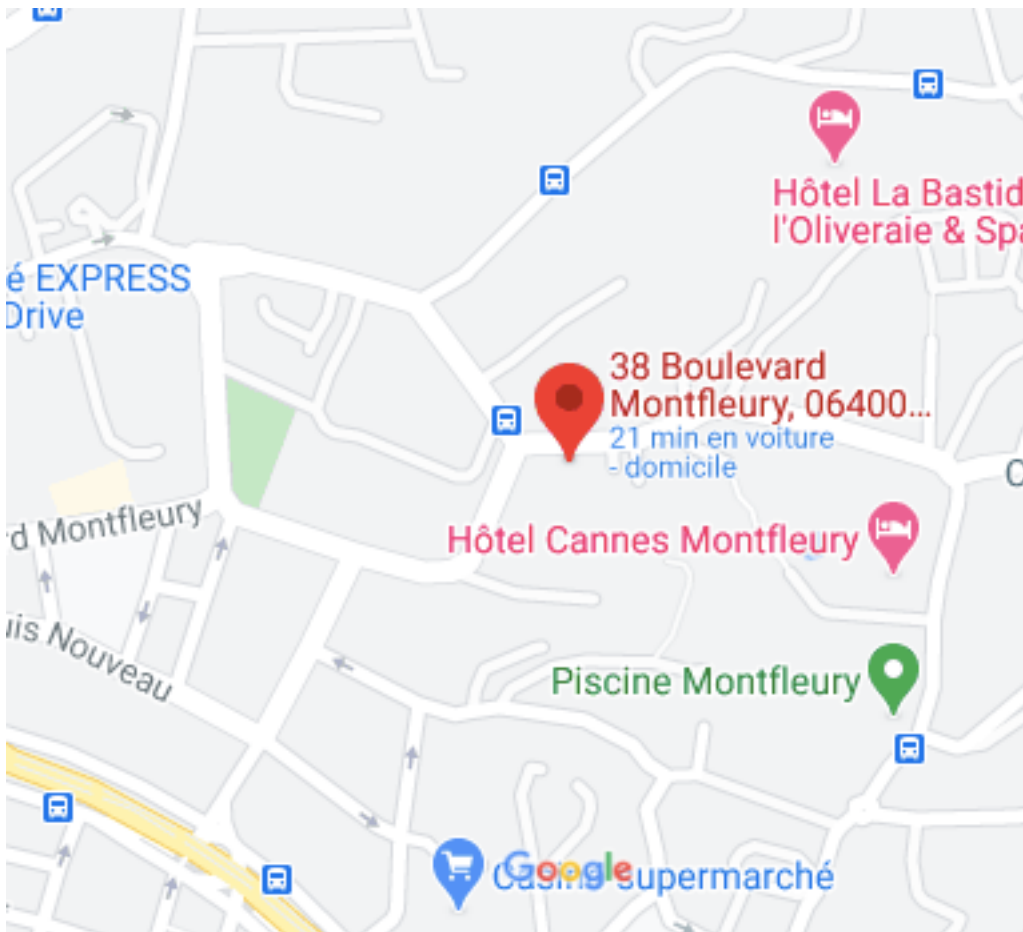 Hôtel La Bastid
l'Oliveraie & Spa
é EXPRESS
Drive
38 Boulevard
Montfleury, 06400...
21 min en voiture
- domicile
d Montfleury
Hôtel Cannes Montfleury
uis Nouveau
Piscine Montfleury
Casino supermarché
Google